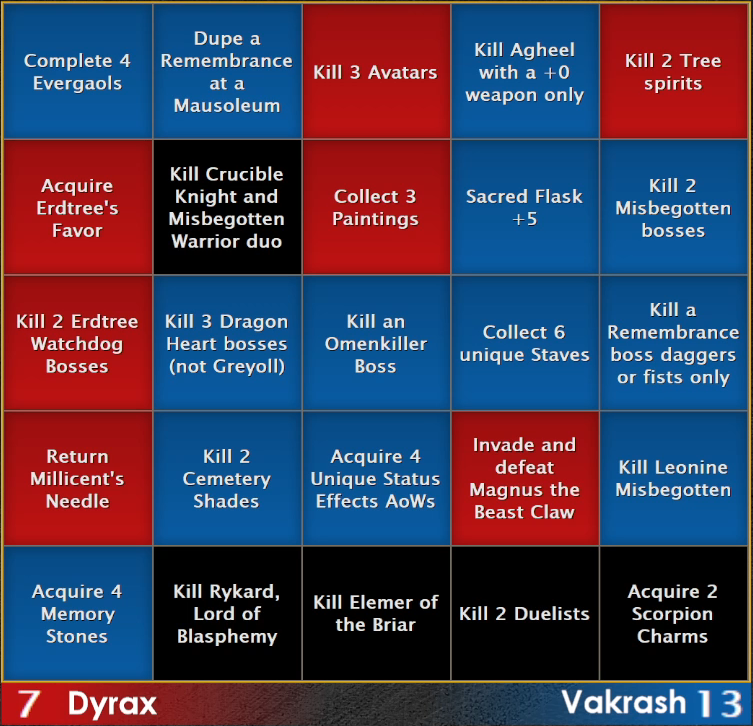 Complete 4
Evergaols
Dupe a
Remembrance
at a
Mausoleum
Kill 3 Avatars
Kill Agheel
with a +0
weapon only
Kill 2 Tree
spirits
Acquire
Erdtree's
Favor
Kill Crucible
Knight and
Misbegotten
Warrior duo
Collect 3
Paintings
Sacred Flask
+5
Kill 2
Misbegotten
bosses
Kill 2 Erdtree
Watchdog
Bosses
Kill 3 Dragon
Heart bosses
(not Greyoll)
Kill an
Omenkiller
Boss
Collect 6
unique Staves
Kill a
Remembrance
boss daggers
or fists only
Return
Millicent's
Needle
Kill 2
Cemetery
Shades
Acquire 4
Unique Status
Effects AoWs
Invade and
defeat
Magnus the
Beast Claw
Kill Leonine
Misbegotten
Acquire 4
Memory
Stones
Kill Rykard,
Lord of
Blasphemy
Kill Elemer of
the Briar
Kill 2 Duelists
Acquire 2
Scorpion
Charms
7 Dyrax
Vakrash 13